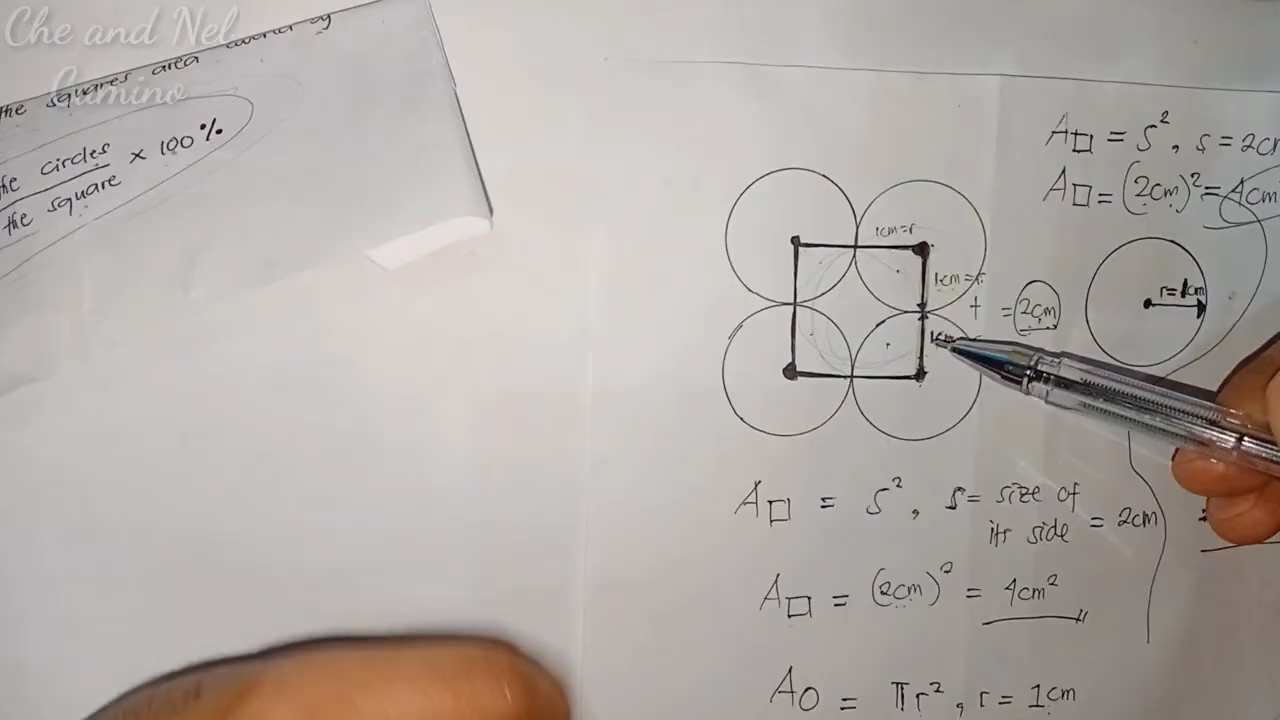 Che and Nel
Cumino
the squares area
the circles
the square × 100%
A□ = s², s = 2cm
A□ = (2cm)² = 4cm
1cm=r
1cm=r
+
= 2cm
1cm
r=1cm
A□ = s², s= size of
its side = 2cm
A□ = (2cm)² = 4cm²
A○ = πr², r = 1cm